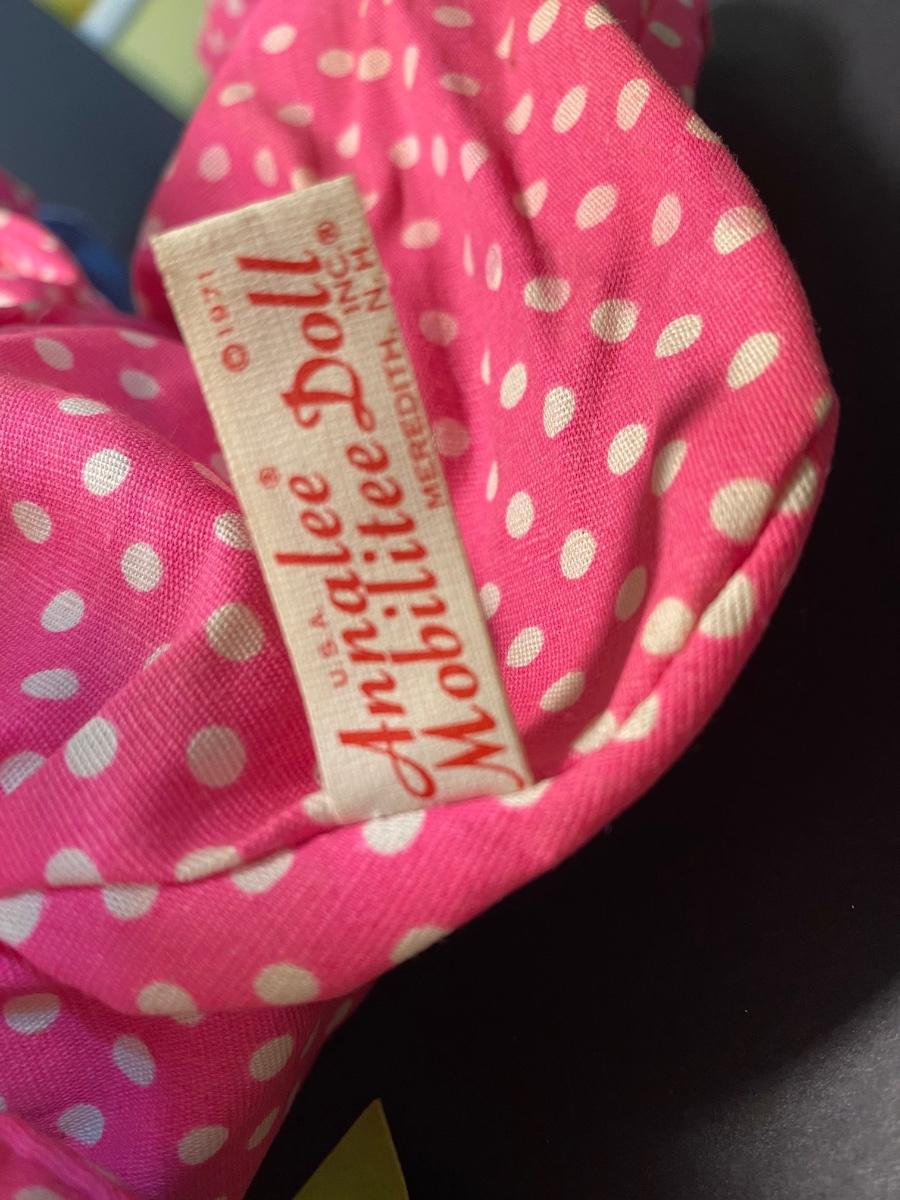 © 1971
U.S.A.
Annalee®
Mobilitee Doll
INC.®
MEREDITH, N. H.